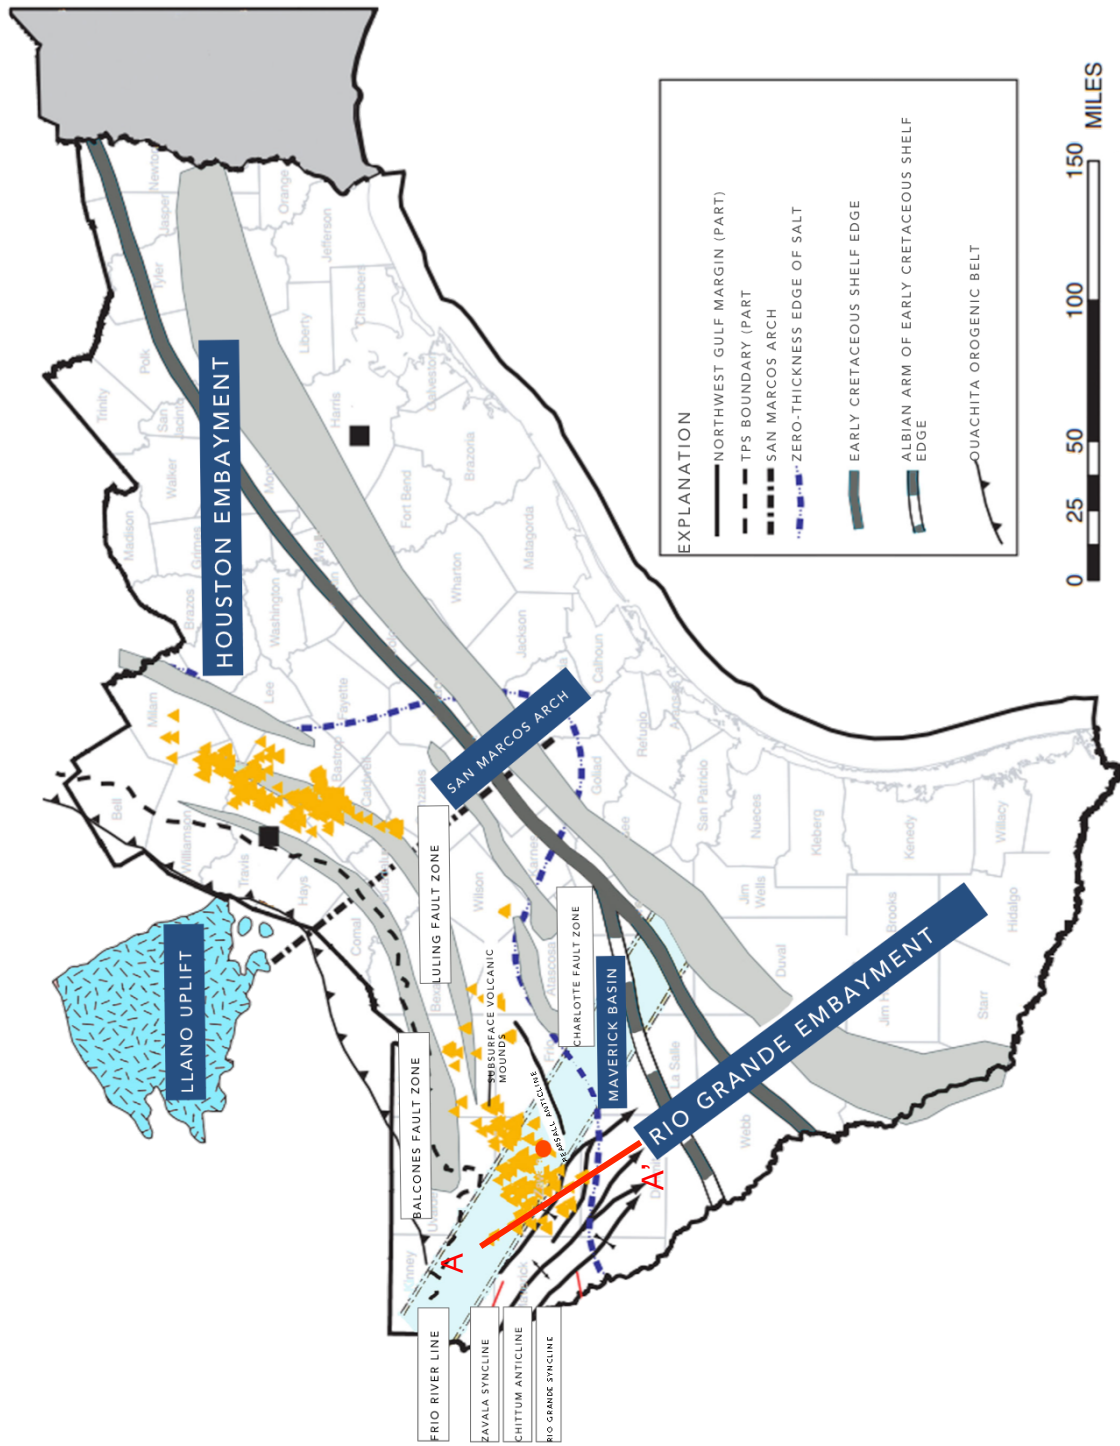 HOUSTON EMBAYMENT
SAN MARCOS ARCH
LLANO UPLIFT
MAVERICK BASIN
RIO GRANDE EMBAYMENT
LULING FAULT ZONE
CHARLOTTE FAULT ZONE
BALCONES FAULT ZONE
SUBSURFACE VOLCANIC
MOUNDS
PEARSALL ANTICLINE
FRIO RIVER LINE
ZAVALA SYNCLINE
CHITTUM ANTICLINE
RIO GRANDE SYNCLINE
A
A'
Newton
Jasper
Orange
Tyler
Jefferson
Polk
Liberty
Chambers
Trinity
San
Jacinto
Harris
Galveston
Walker
Brazoria
Madison
Grimes
Fort Bend
Brazos
Washington
Wharton
Matagorda
Milam
Lee
Fayette
Jackson
Calhoun
Bell
Bastrop
Caldwell
Goliad
Refugio
Williamson
Travis
Hays
Comal
Wilson
Karnes
San Patricio
Nueces
Kleberg
Kenedy
Willacy
Atascosa
Jim
Wells
Brooks
Hidalgo
Duval
Starr
La Salle
Webb
EXPLANATION
NORTHWEST GULF MARGIN (PART)
TPS BOUNDARY (PART
SAN MARCOS ARCH
ZERO-THICKNESS EDGE OF SALT
EARLY CRETACEOUS SHELF EDGE
ALBIAN ARM OF EARLY CRETACEOUS SHELF
EDGE
OUACHITA OROGENIC BELT
0 25 50 100 150
MILES